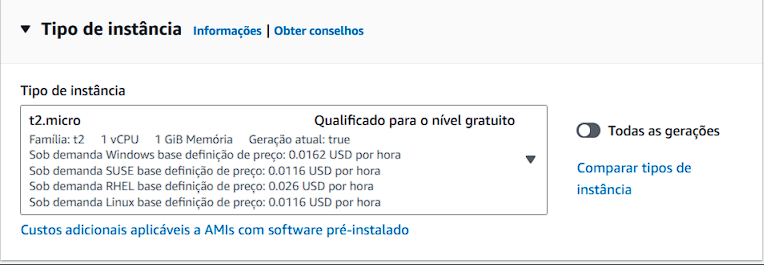 Tipo de instância Informações | Obter conselhos
Tipo de instância
t2.micro Qualificado para o nível gratuito
Família: t2 1 vCPU 1 GiB Memória Geração atual: true
Sob demanda Windows base definição de preço: 0.0162 USD por hora
Sob demanda SUSE base definição de preço: 0.0116 USD por hora
Sob demanda RHEL base definição de preço: 0.026 USD por hora
Sob demanda Linux base definição de preço: 0.0116 USD por hora
Todas as gerações
Comparar tipos de
instância
Custos adicionais aplicáveis a AMIs com software pré-instalado